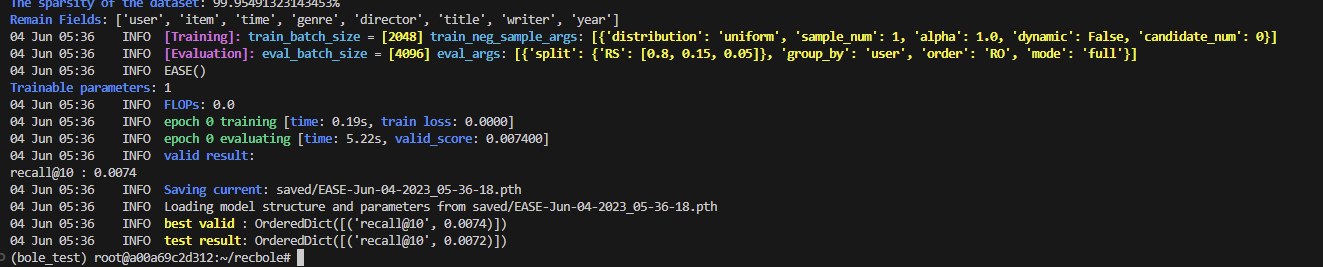 The sparsity of the dataset: 99.95491323143453%
Remain Fields: ['user', 'item', 'time', 'genre', 'director', 'title', 'writer', 'year']
04 Jun 05:36 INFO [Training]: train_batch_size = [2048] train_neg_sample_args: [{'distribution': 'uniform', 'sample_num': 1, 'alpha': 1.0, 'dynamic': False, 'candidate_num': 0}]
04 Jun 05:36 INFO [Evaluation]: eval_batch_size = [4096] eval_args: [{'split': {'RS': [0.8, 0.15, 0.05]}, 'group_by': 'user', 'order': 'RO', 'mode': 'full'}]
04 Jun 05:36 INFO EASE()
Trainable parameters: 1
04 Jun 05:36 INFO FLOPs: 0.0
04 Jun 05:36 INFO epoch 0 training [time: 0.19s, train loss: 0.0000]
04 Jun 05:36 INFO epoch 0 evaluating [time: 5.22s, valid_score: 0.007400]
04 Jun 05:36 INFO valid result:
recall@10 : 0.0074
04 Jun 05:36 INFO Saving current: saved/EASE-Jun-04-2023_05-36-18.pth
04 Jun 05:36 INFO Loading model structure and parameters from saved/EASE-Jun-04-2023_05-36-18.pth
04 Jun 05:36 INFO best valid : OrderedDict([('recall@10', 0.0074)])
04 Jun 05:36 INFO test result: OrderedDict([('recall@10', 0.0072)])
(bole_test) root@a00a69c2d312:~/recbole#